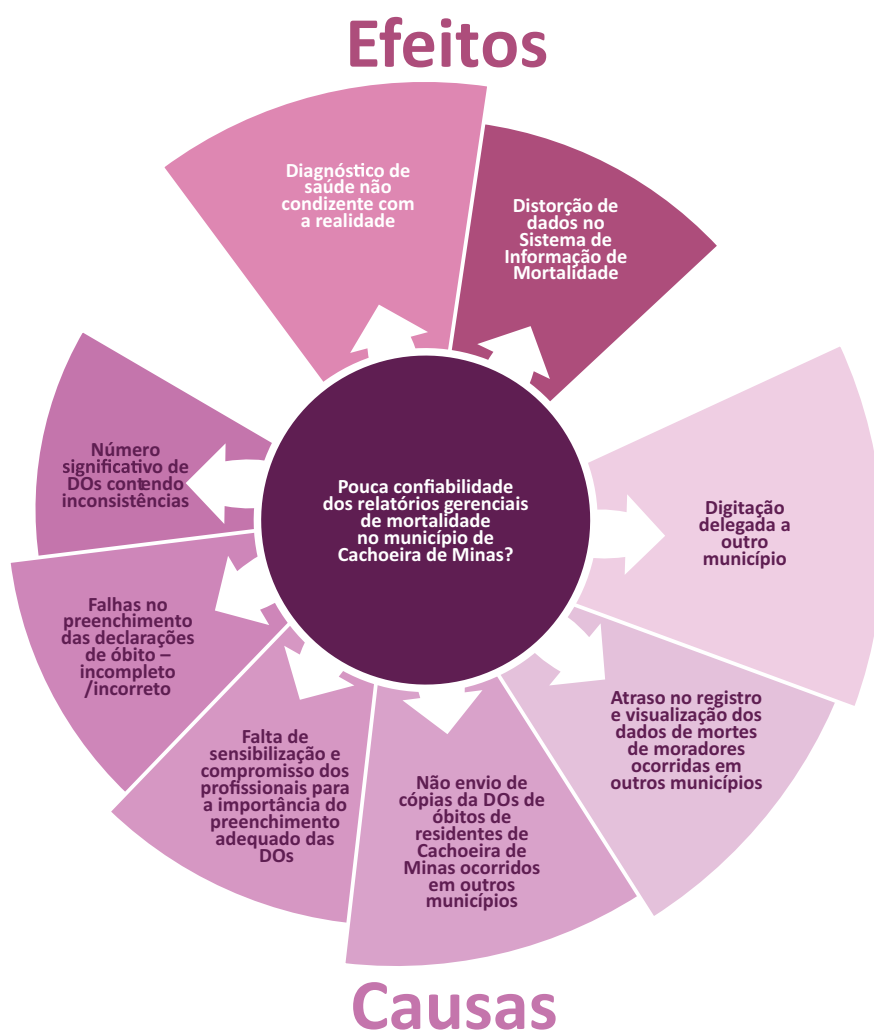 Efeitos
Diagnóstico de
saúde não
condizente com
a realidade
Distorção de
dados no
Sistema de
Informação de
Mortalidade
Número
significativo de
DOs contendo
inconsistências
Pouca confiabilidade
dos relatórios gerenciais
de mortalidade
no município de
Cachoeira de Minas?
Digitação
delegada a
outro
município
Falhas no
preenchimento
das declarações
de óbito –
incompleto
/incorreto
Atraso no registro
e visualização dos
dados de mortes
de moradores
ocorridas em
outros municípios
Falta de
sensibilização e
compromisso dos
profissionais para
a importância do
preenchimento
adequado das
DOs
Não envio de
cópias da DOs de
óbitos de
residentes de
Cachoeira de
Minas ocorridos
em outros
municípios
Causas